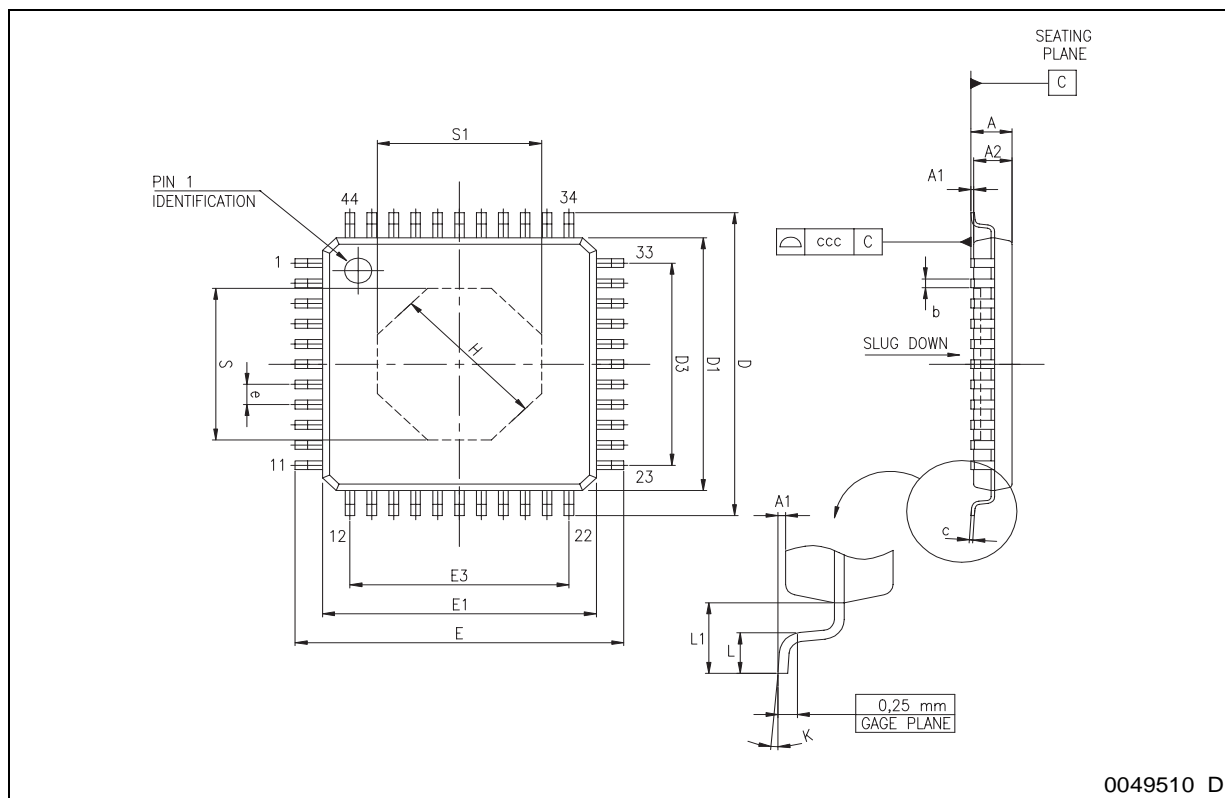 SEATING
PLANE
C
A
A2
A1
S1
PIN 1
IDENTIFICATION
44
34
1
33
ccc
C
b
SLUG DOWN
S
H
D3
D1
D
e
11
23
12
22
A1
c
E3
E1
E
L1
L
0,25 mm
GAGE PLANE
K
0049510 D